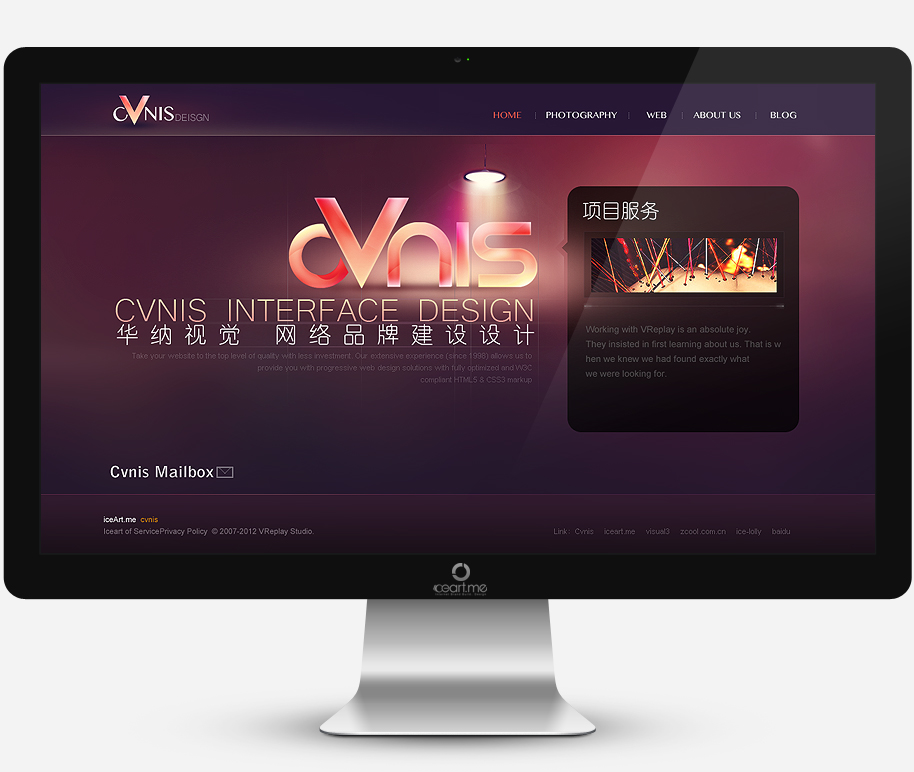 CVNIS DEISGN
HOME PHOTOGRAPHY WEB ABOUT US BLOG
cVnis
CVNIS INTERFACE DESIGN
华纳视觉 网络品牌建设设计
Take your website to the top level of quality with less investment. Our extensive experience (since 1998) allows us to
provide you with progressive web design solutions with fully optimized and W3C
compliant HTML5 & CSS3 markup
项目服务
Working with VReplay is an absolute joy.
They insisted in first learning about us. That is w
hen we knew we had found exactly what
we were looking for.
Cvnis Mailbox
iceArt.me cvnis
Iceart of ServicePrivacy Policy © 2007-2012 VReplay Studio.
Link: Cvnis iceart.me visual3 zcool.com.cn ice-lolly baidu
iceart.me